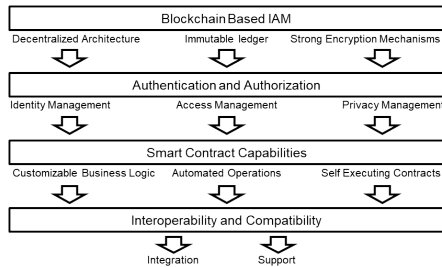 Blockchain Based IAM
Decentralized Architecture Immutable ledger Strong Encryption Mechanisms
Authentication and Authorization
Identity Management Access Management Privacy Management
Smart Contract Capabilities
Customizable Business Logic Automated Operations Self Executing Contracts
Interoperability and Compatibility
Integration Support